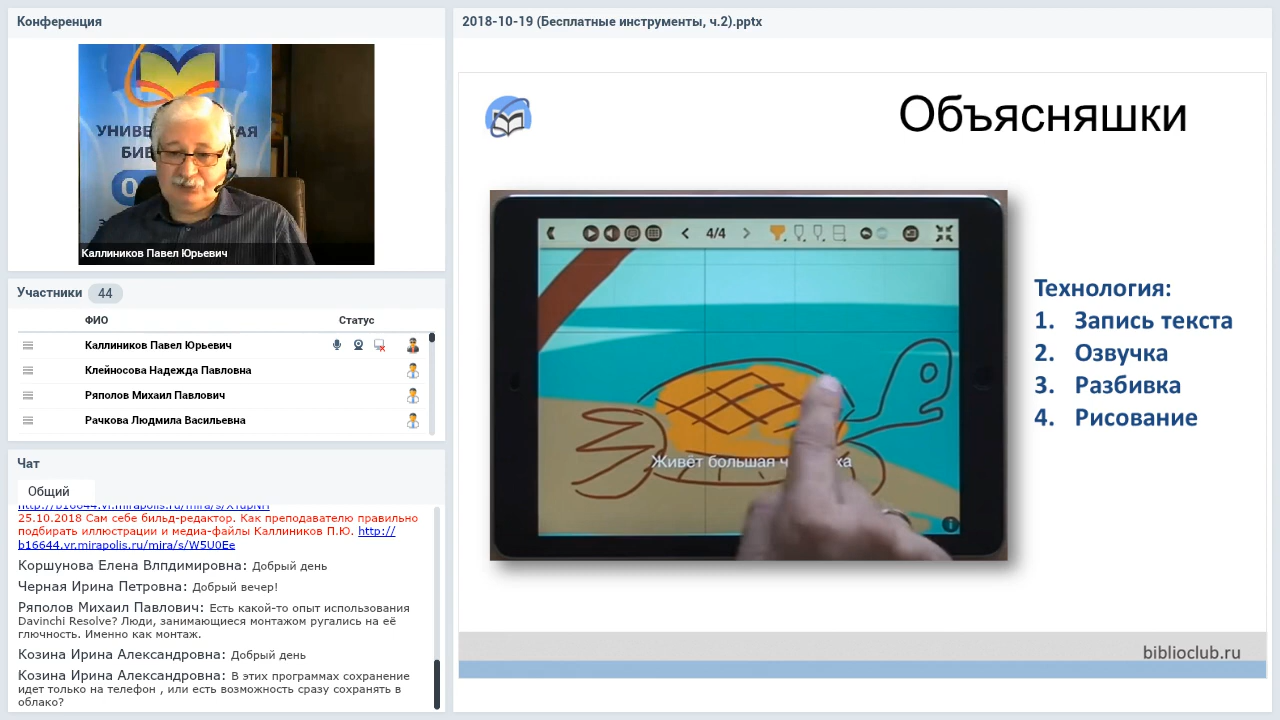 Конференция
УНИВЕ
АЯ
БИБ
Каллиников Павел Юрьевич
Участники 44
ФИО Статус
Каллиников Павел Юрьевич
Клейносова Надежда Павловна
Ряполов Михаил Павлович
Рачкова Людмила Васильевна
Чат
Общий
25.10.2018 Сам себе бильд-редактор. Как преподавателю правильно
подбирать иллюстрации и медиа-файлы Каллиников П.Ю. http://
b16644.vr.mirapolis.ru/mira/s/W5U0Ee
Коршунова Елена Влпдимировна: Добрый день
Черная Ирина Петровна: Добрый вечер!
Ряполов Михаил Павлович: Есть какой-то опыт использования
Davinchi Resolve? Люди, занимающиеся монтажом ругались на её
глючность. Именно как монтаж.
Козина Ирина Александровна: Добрый день
Козина Ирина Александровна: В этих программах сохранение
идет только на телефон , или есть возможность сразу сохранять в
облако?
2018-10-19 (Бесплатные инструменты, ч.2).pptx
Объясняшки
4/4
Живёт большая ч
ха
Технология:
1. Запись текста
2. Озвучка
3. Разбивка
4. Рисование
biblioclub.ru